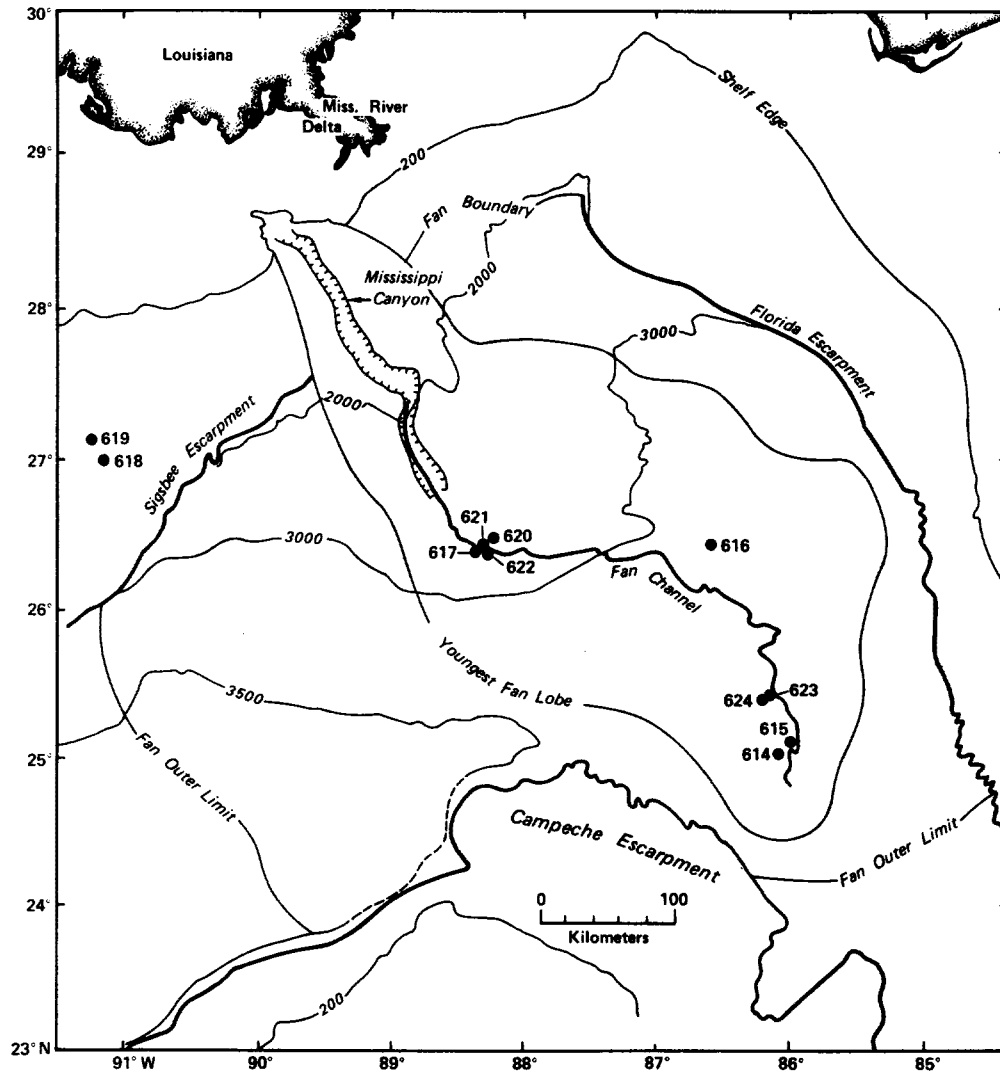 30°
Louisiana
Miss. River
Delta
Shelf Edge
29°
200
Fan Boundary
2000
Mississippi
Canyon
28°
3000
Florida Escarpment
2000
Sigsbee Escarpment
619
618
27°
621
620
617
622
616
3000
Fan Channel
26°
Youngest Fan Lobe
623
624
3500
615
614
25°
Fan Outer Limit
Campeche Escarpment
Fan Outer Limit
0 100
Kilometers
24°
200
23° N
91° W 90° 89° 88° 87° 86° 85°